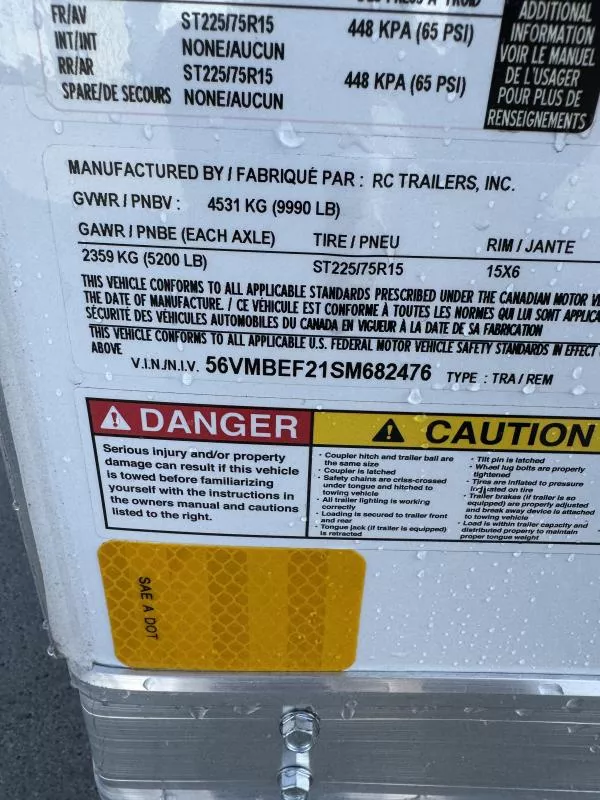 FR/AV ST225/75R15 448 KPA (65 PSI)
INT/INT NONE/AUCUN
RR/AR ST225/75R15 448 KPA (65 PSI)
SPARE/DE SECOURS NONE/AUCUN
ADDITIONAL
INFORMATION
VOIR LE MANUEL
DE L'USAGER
POUR PLUS DE
RENSEIGNEMENTS
MANUFACTURED BY / FABRIQUÉ PAR : RC TRAILERS, INC.
GVWR / PNBV : 4531 KG (9990 LB)
GAWR / PNBE (EACH AXLE) TIRE / PNEU RIM / JANTE
2359 KG (5200 LB) ST225/75R15 15X6
THIS VEHICLE CONFORMS TO ALL APPLICABLE STANDARDS PRESCRIBED UNDER THE CANADIAN MOTOR
THE DATE OF MANUFACTURE. / CE VÉHICULE EST CONFORME À TOUTES LES NORMES QUI LUI SONT
SÉCURITÉ DES VÉHICULES AUTOMOBILES DU CANADA EN VIGUEUR À LA DATE DE SA FABRICATION
THIS VEHICLE CONFORMS TO ALL APPLICABLE U.S. FEDERAL MOTOR VEHICLE SAFETY STANDARDS IN EFFECT
ABOVE
V.I.N./N.I.V. 56VMBEF21SM682476 TYPE : TRA / REM
DANGER
Serious injury and/or property
damage can result if this vehicle
is towed before familiarizing
yourself with the instructions in
the owners manual and cautions
listed to the right.
CAUTION
· Coupler hitch and trailer ball are
the same size
· Coupler is latched
· Safety chains are criss-crossed
under tongue and hitched to
towing vehicle
· All trailer lighting is working
correctly
· Loading is secured to trailer front
and rear
· Tongue jack (if trailer is equipped)
is retracted
· Tilt pin is latched
· Wheel lug bolts are properly
tightened
· Tires are inflated to pressure
indicated on tire
· Trailer brakes (if trailer is so
equipped) are properly adjusted
and break away device is attached
to towing vehicle
· Load is within trailer capacity and
distributed properly to maintain
proper tongue weight
SAE A DOT